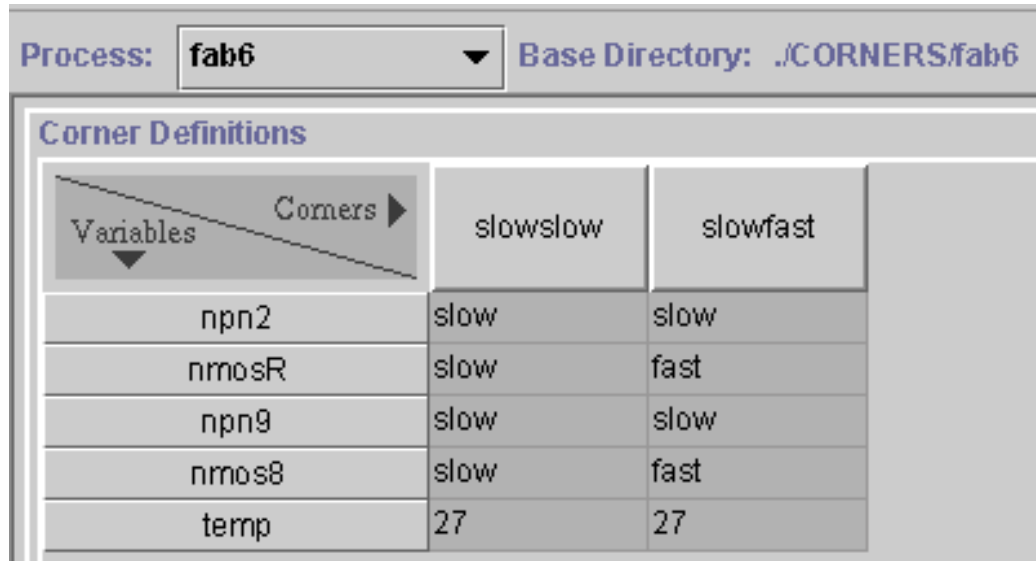 Process: fab6 Base Directory: ./CORNERS/fab6
Corner Definitions
Variables Corners slowslow slowfast
npn2 slow slow
nmosR slow fast
npn9 slow slow
nmos8 slow fast
temp 27 27